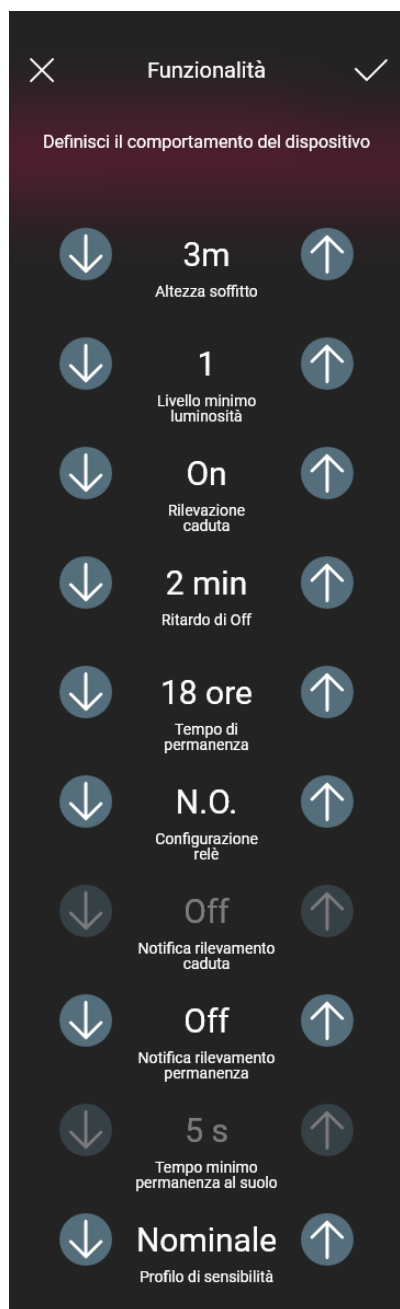 Funzionalità
Definisci il comportamento del dispositivo
3m
Altezza soffitto
1
Livello minimo
luminosità
On
Rilevazione
caduta
2 min
Ritardo di Off
18 ore
Tempo di
permanenza
N.O.
Configurazione
relè
Off
Notifica rilevamento
caduta
Off
Notifica rilevamento
permanenza
5 s
Tempo minimo
permanenza al suolo
Nominale
Profilo di sensibilità